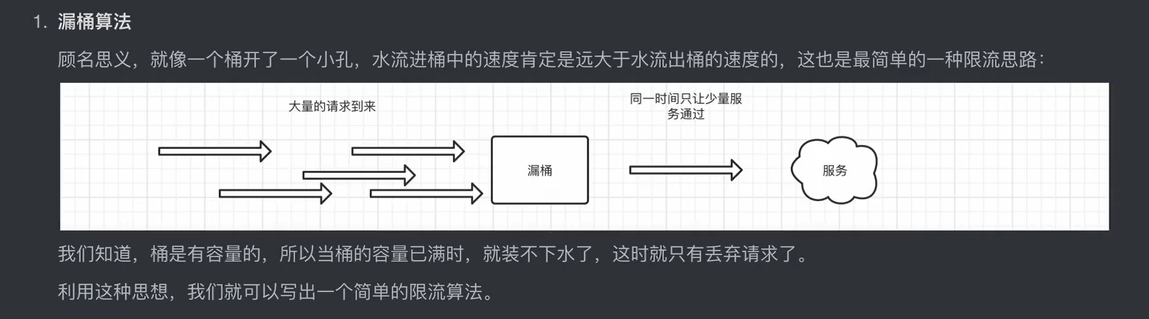 1. 漏桶算法
顾名思义，就像一个桶开了一个小孔，水流进桶中的速度肯定是远大于水流出桶的速度的，这也是最简单的一种限流思路：
大量的请求到来
同一时间只让少量服
务通过
漏桶
服务
我们知道，桶是有容量的，所以当桶的容量已满时，就装不下水了，这时就只有丢弃请求了。
利用这种思想，我们就可以写出一个简单的限流算法。